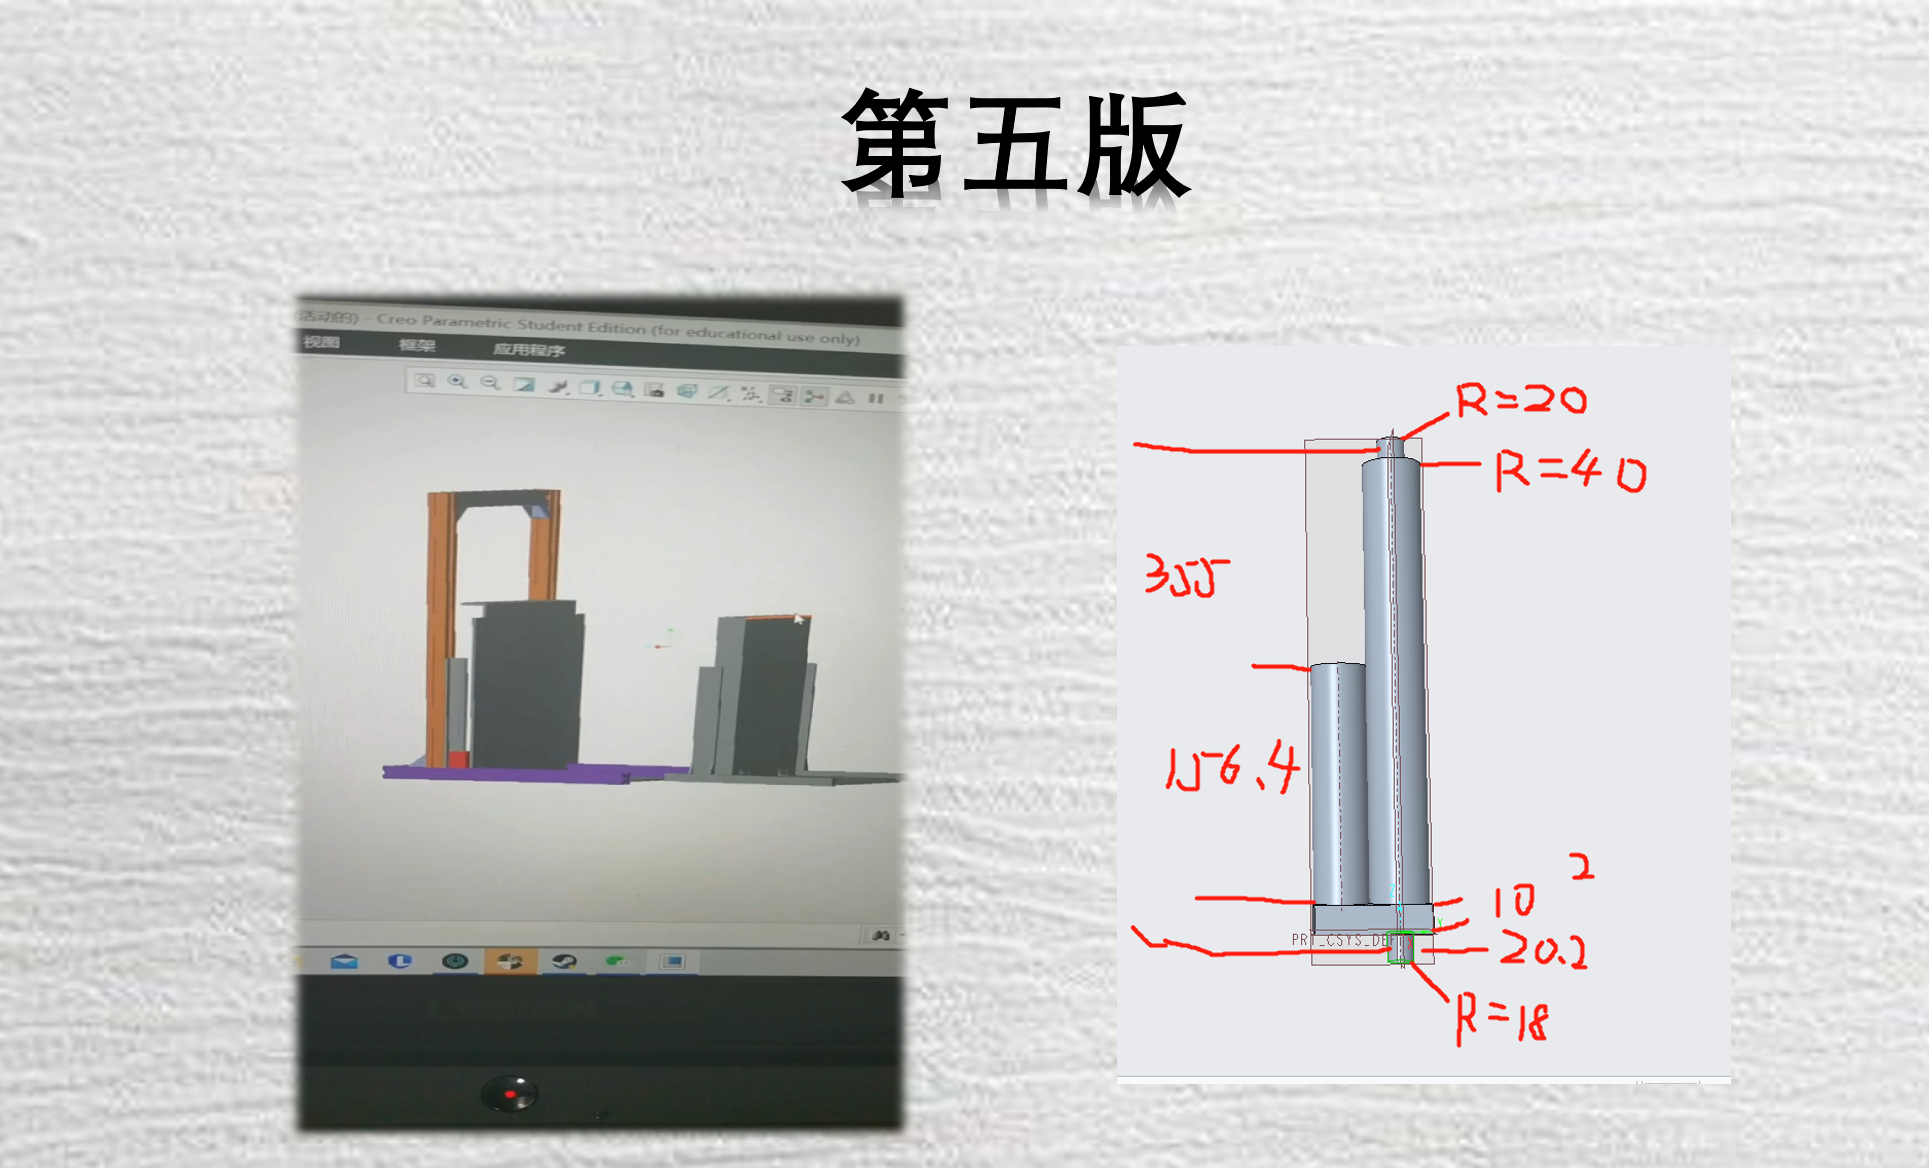 第五版
(活动的) - Creo Parametric Student Edition (for educational use only)
视图 框架 应用程序
LEGION
R=20
R=40
355
156.4
2
10
PRT_CSYS_DEF
20.2
R=18